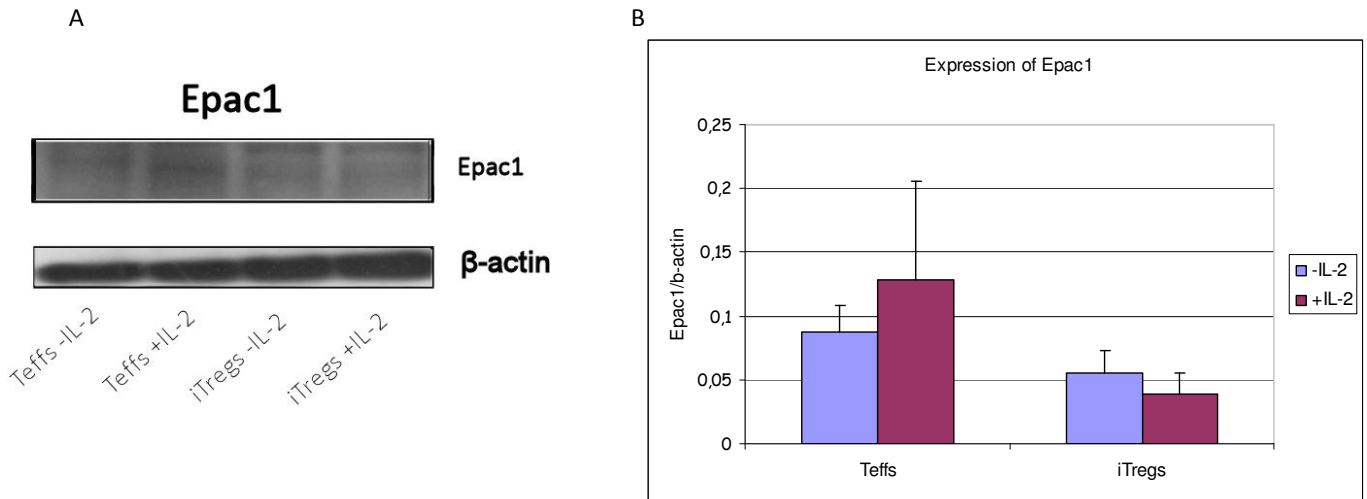 A
Epac1
Epac1
β-actin
Teffs -IL-2
Teffs +IL-2
iTregs -IL-2
iTregs +IL-2
B
Expression of Epac1
Epac1/b-actin
0,25
0,2
0,15
0,1
0,05
0
Teffs
iTregs
-IL-2
+IL-2